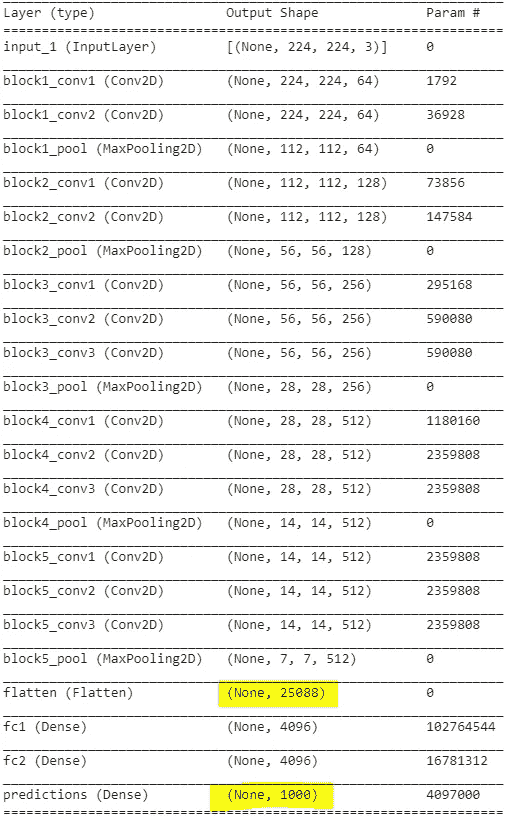 Layer (type) Output Shape Param #
input_1 (InputLayer) [(None, 224, 224, 3)] 0
block1_conv1 (Conv2D) (None, 224, 224, 64) 1792
block1_conv2 (Conv2D) (None, 224, 224, 64) 36928
block1_pool (MaxPooling2D) (None, 112, 112, 64) 0
block2_conv1 (Conv2D) (None, 112, 112, 128) 73856
block2_conv2 (Conv2D) (None, 112, 112, 128) 147584
block2_pool (MaxPooling2D) (None, 56, 56, 128) 0
block3_conv1 (Conv2D) (None, 56, 56, 256) 295168
block3_conv2 (Conv2D) (None, 56, 56, 256) 590080
block3_conv3 (Conv2D) (None, 56, 56, 256) 590080
block3_pool (MaxPooling2D) (None, 28, 28, 256) 0
block4_conv1 (Conv2D) (None, 28, 28, 512) 1180160
block4_conv2 (Conv2D) (None, 28, 28, 512) 2359808
block4_conv3 (Conv2D) (None, 28, 28, 512) 2359808
block4_pool (MaxPooling2D) (None, 14, 14, 512) 0
block5_conv1 (Conv2D) (None, 14, 14, 512) 2359808
block5_conv2 (Conv2D) (None, 14, 14, 512) 2359808
block5_conv3 (Conv2D) (None, 14, 14, 512) 2359808
block5_pool (MaxPooling2D) (None, 7, 7, 512) 0
flatten (Flatten) (None, 25088) 0
fc1 (Dense) (None, 4096) 102764544
fc2 (Dense) (None, 4096) 16781312
predictions (Dense) (None, 1000) 4097000